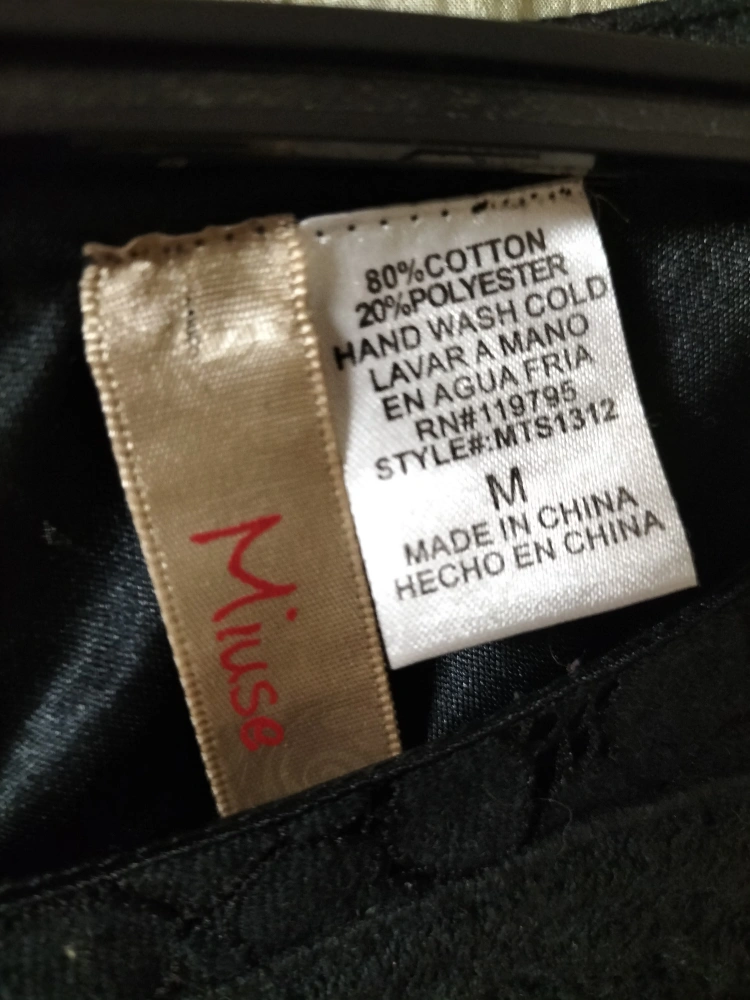 Miuse
80%COTTON
20%POLYESTER
HAND WASH COLD
LAVAR A MANO
EN AGUA FRIA
RN#119795
STYLE#:MTS1312
M
MADE IN CHINA
HECHO EN CHINA